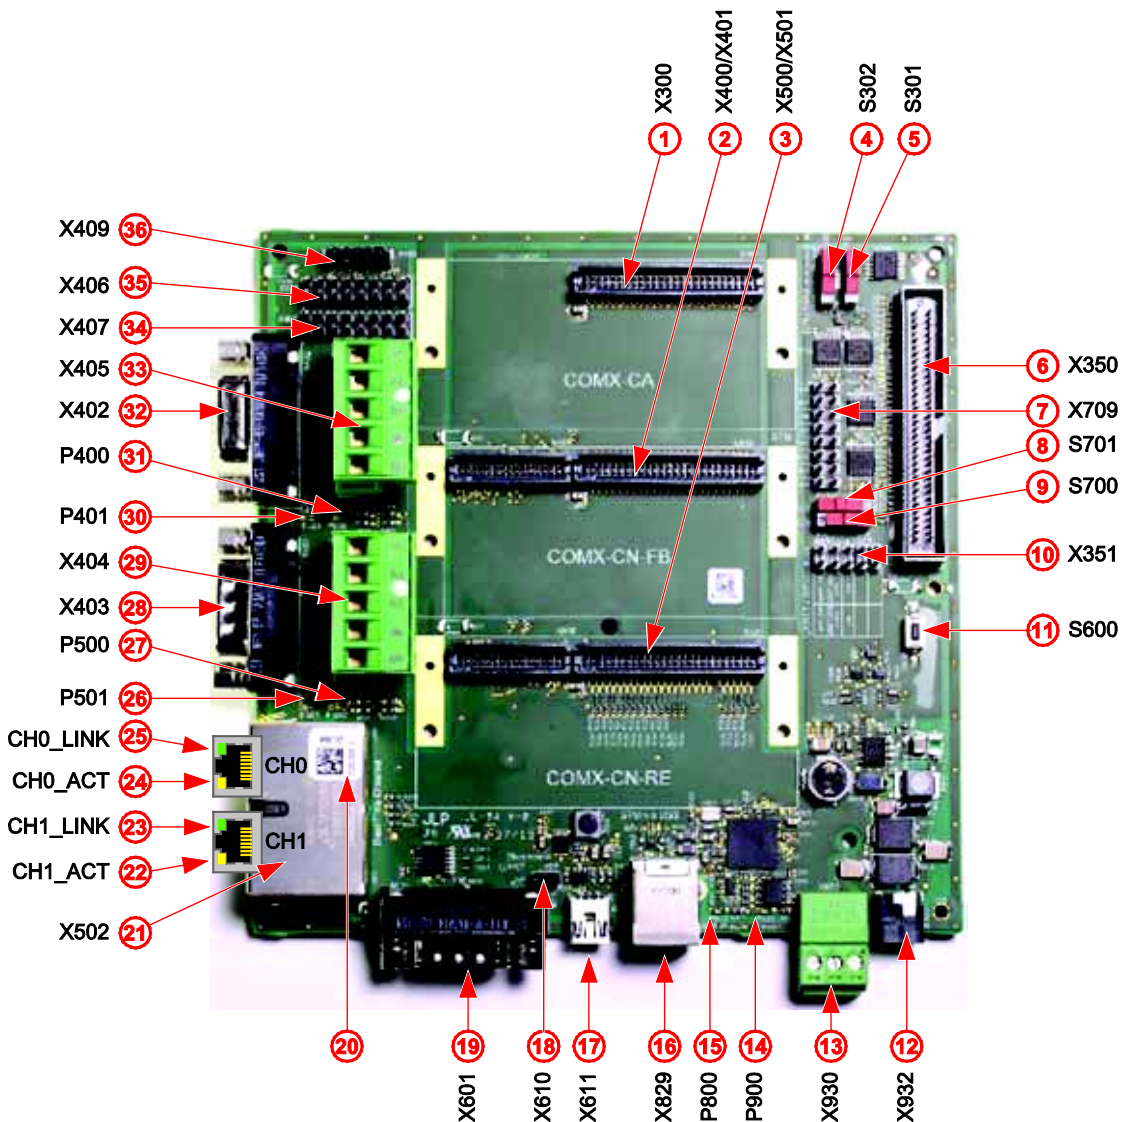 X300
X400/X401
X500/X501
S302
S301
1
2
3
4
5
X409 36
X406 35
X407 34
X405 33
X402 32
P400 31
P401 30
X404 29
X403 28
P500 27
P501 26
CH0_LINK 25
CH0_ACT 24
CH1_LINK 23
CH1_ACT 22
X502 21
CH0
CH1
COMX-CA
COMX-CN-FB
COMX-CN-RE
JLP
6 X350
7 X709
8 S701
9 S700
10 X351
11 S600
20
19
18
17
16
15
14
13
12
X601
X610
X611
X829
P800
P900
X930
X932